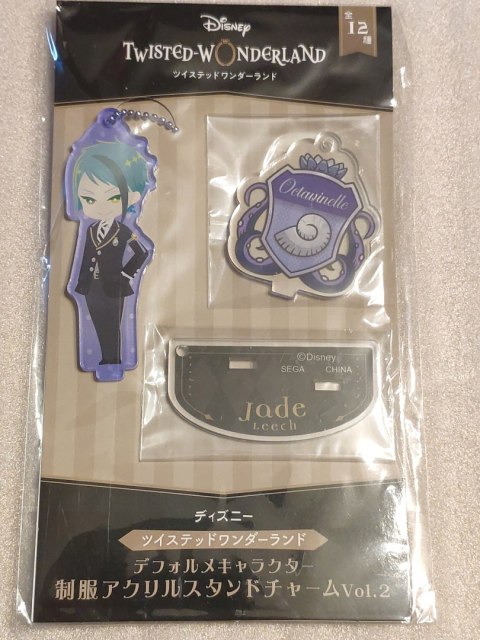 Disney
TWISTED-WONDERLAND
ツイステッドワンダーランド
全12種
Octavinelle
©Disney
SEGA CHINA
Jade
Leech
ディズニー
ツイステッドワンダーランド
デフォルメキャラクター
制服アクリルスタンドチャームVol.2